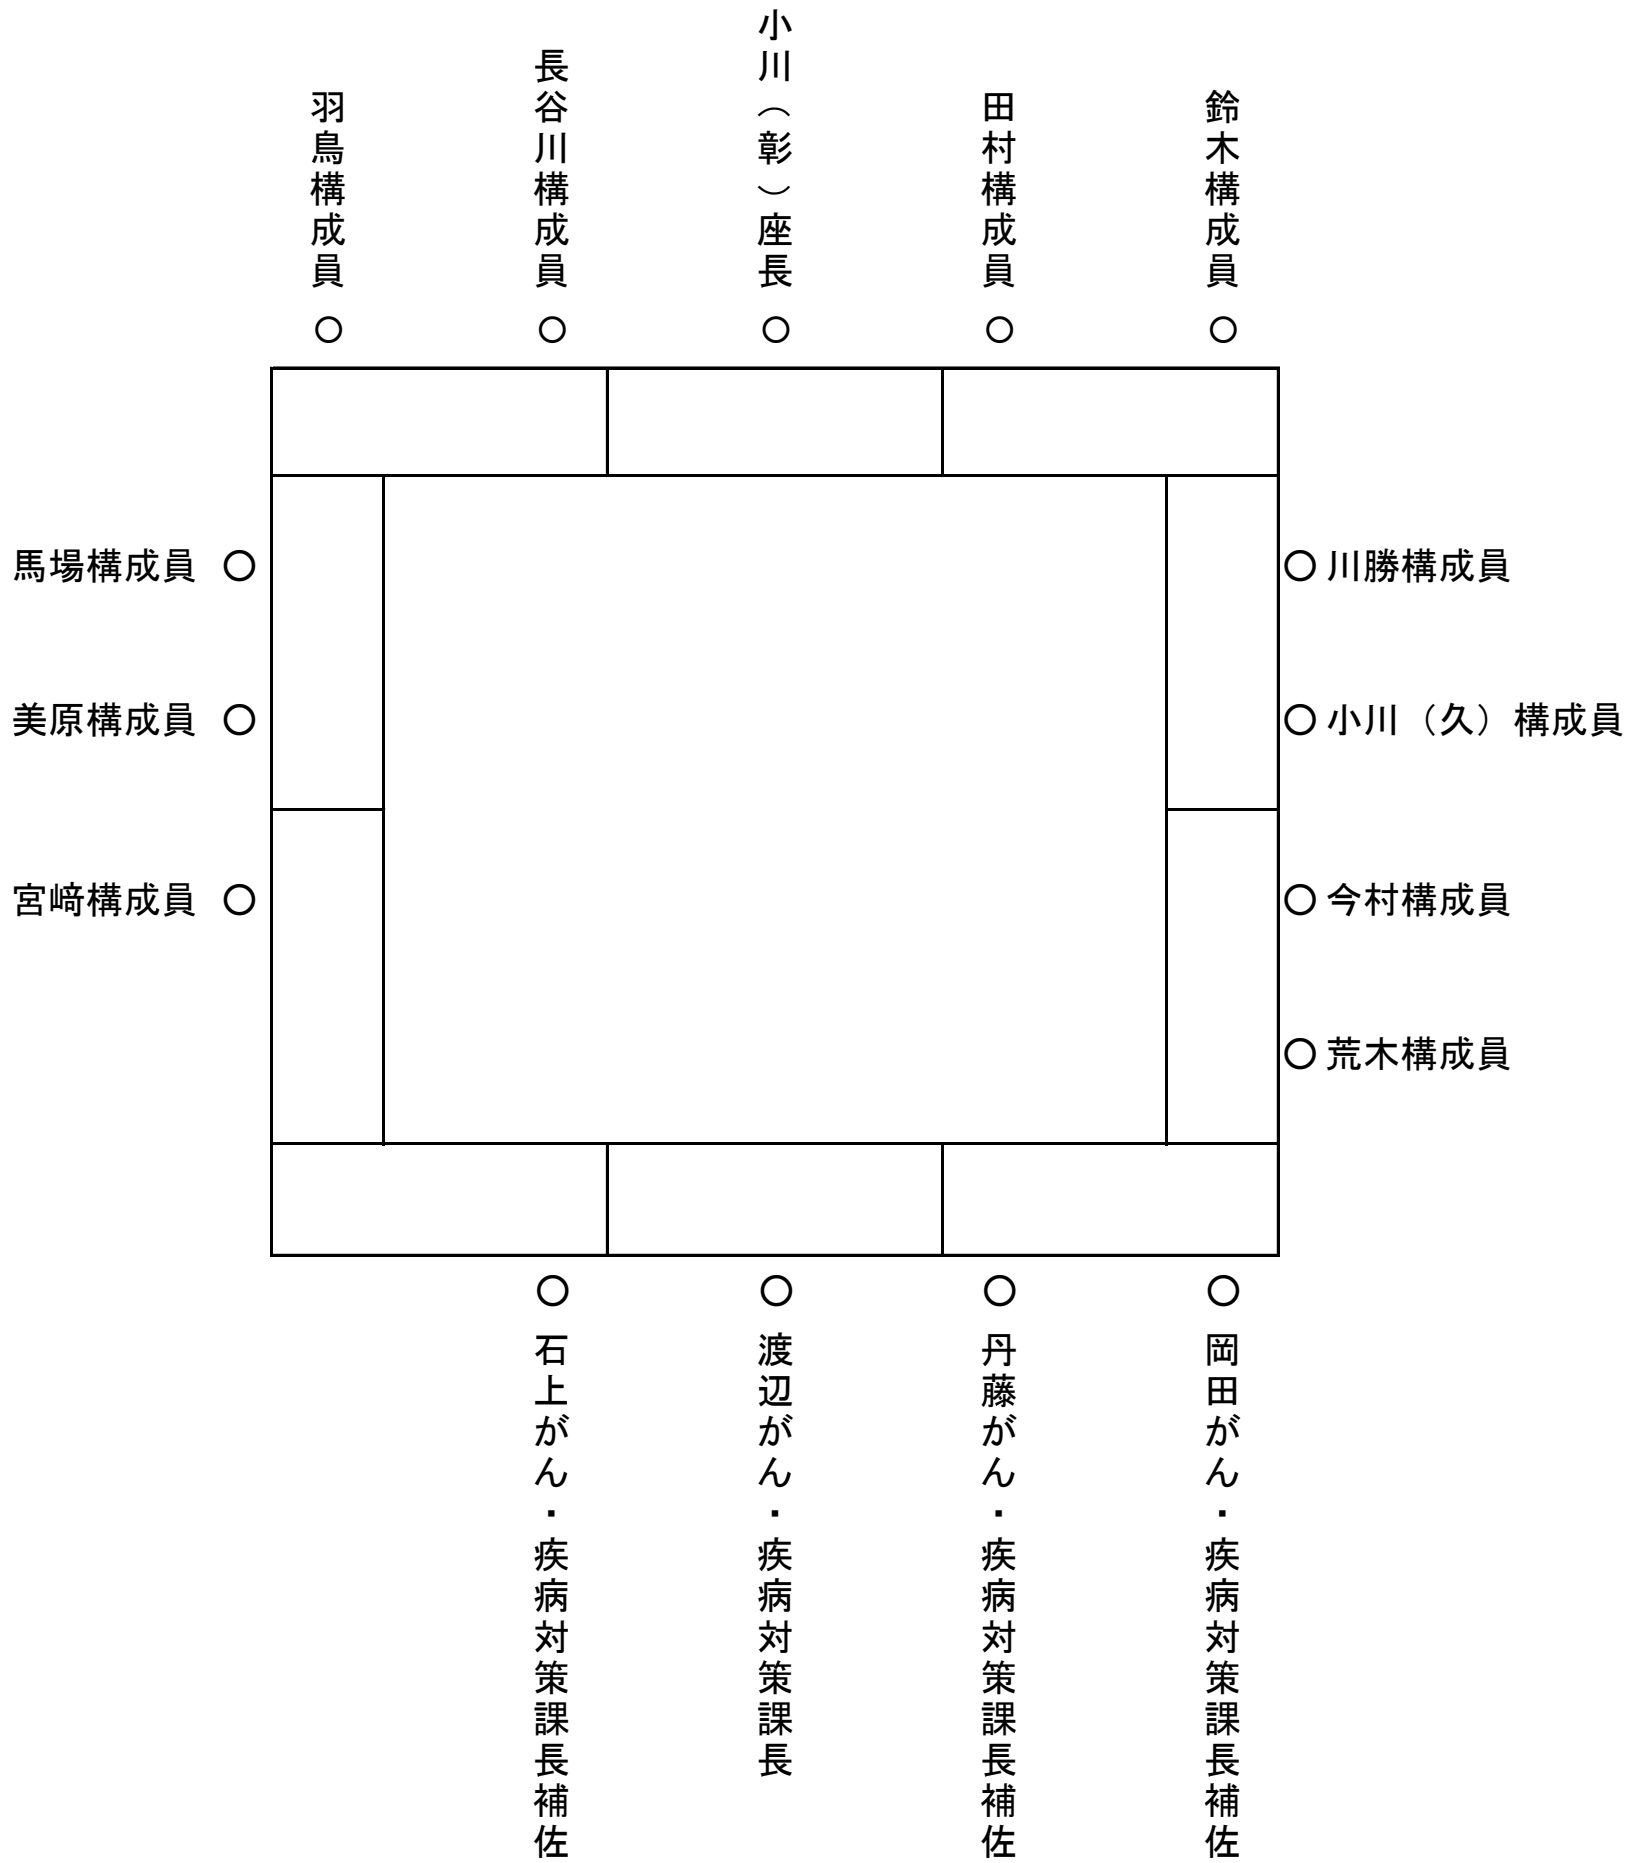 羽鳥構成員
長谷川構成員
小川（彰）座長
田村構成員
鈴木構成員
馬場構成員
川勝構成員
美原構成員
小川（久）構成員
宮﨑構成員
今村構成員
荒木構成員
石上がん・疾病対策課長補佐
渡辺がん・疾病対策課長
丹藤がん・疾病対策課長補佐
岡田がん・疾病対策課長補佐